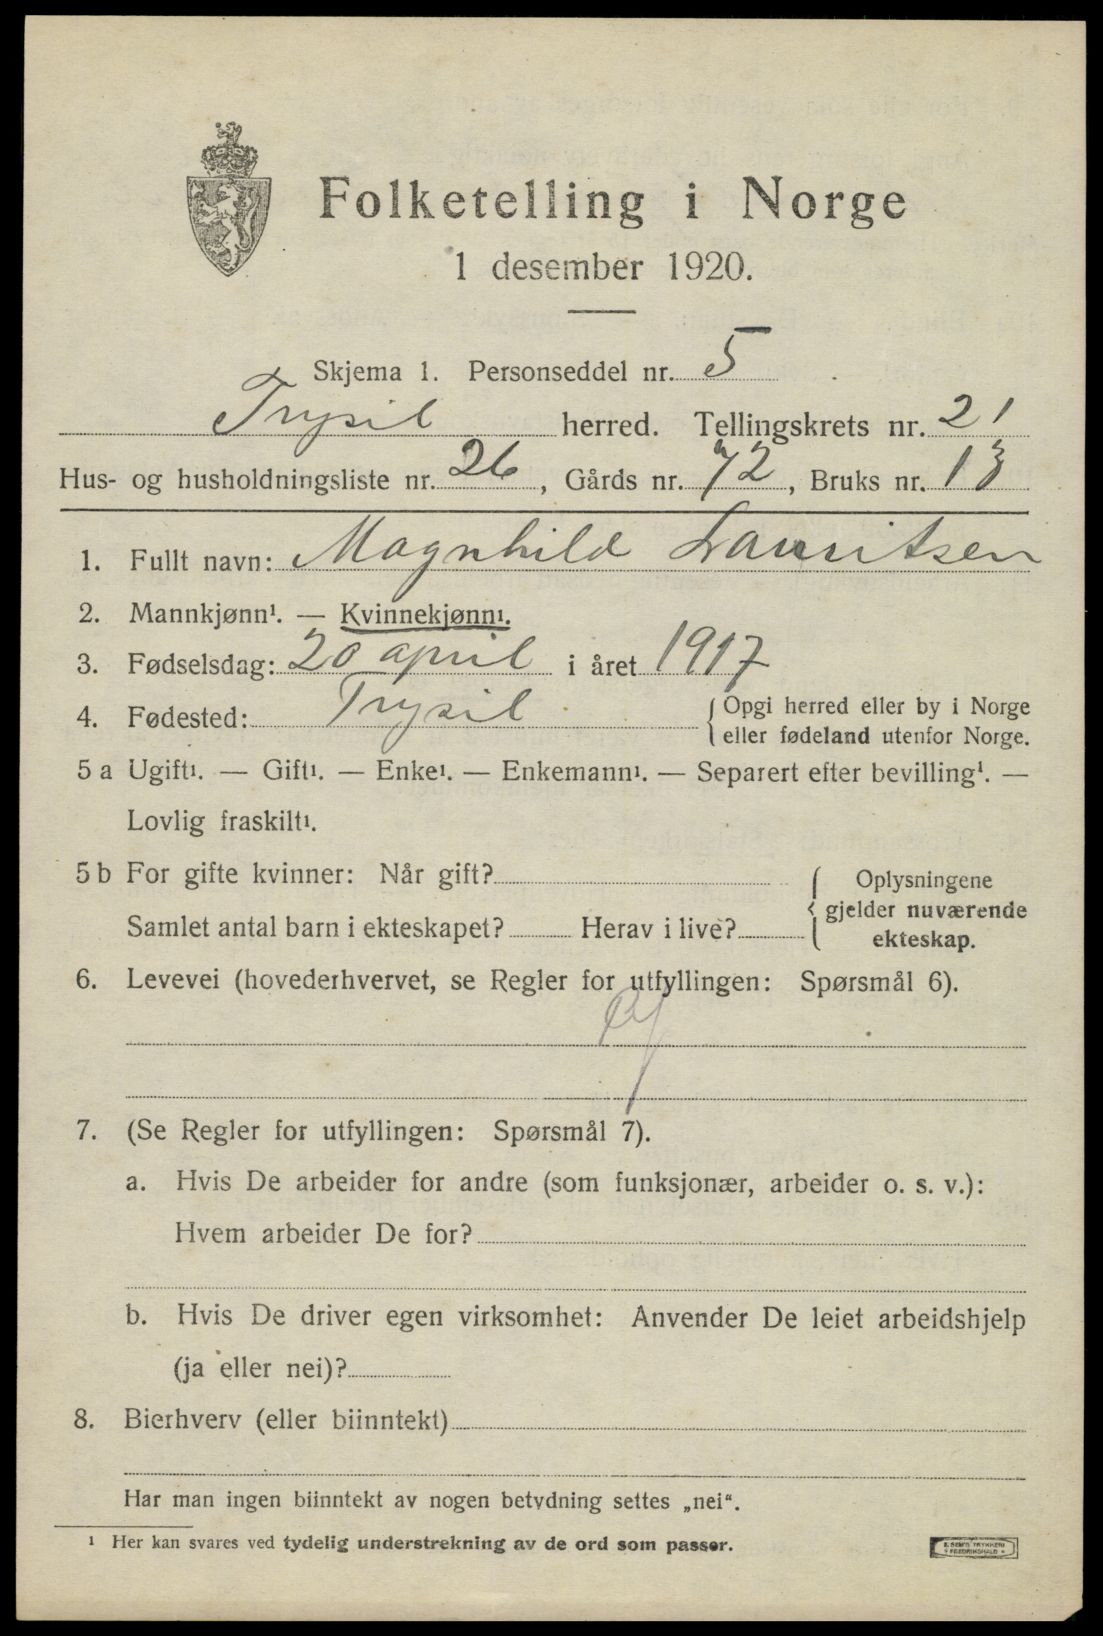 Folketelling i Norge
1 desember 1920.
Skjema 1. Personseddel nr. 5
Trysil herred. Tellingskrets nr. 21
Hus- og husholdningsliste nr. 26, Gårds nr. 72, Bruks nr. 13
1. Fullt navn: Magnhild Lauritsen
2. Mannkjønn¹. — Kvinnekjønn¹.
3. Fødselsdag: 20 april i året 1917
4. Fødested: Trysil { Opgi herred eller by i Norge
eller fødeland utenfor Norge.
5 a Ugift¹. — Gift¹. — Enke¹. — Enkemann¹. — Separert efter bevilling¹. —
Lovlig fraskilt¹.
5 b For gifte kvinner: Når gift?
Samlet antal barn i ekteskapet? Herav i live?
{ Oplysningene
gjelder nuværende
ekteskap.
6. Levevei (hovederhvervet, se Regler for utfyllingen: Spørsmål 6).
7. (Se Regler for utfyllingen: Spørsmål 7).
a. Hvis De arbeider for andre (som funksjonær, arbeider o. s. v.):
Hvem arbeider De for?
b. Hvis De driver egen virksomhet: Anvender De leiet arbeidshjelp
(ja eller nei)?
8. Bierhverv (eller biinntekt)
Har man ingen biinntekt av nogen betydning settes „nei“.
¹ Her kan svares ved tydelig understrekning av de ord som passer.
E. SEM'S TRYKKERI
FREDRIKSHALD